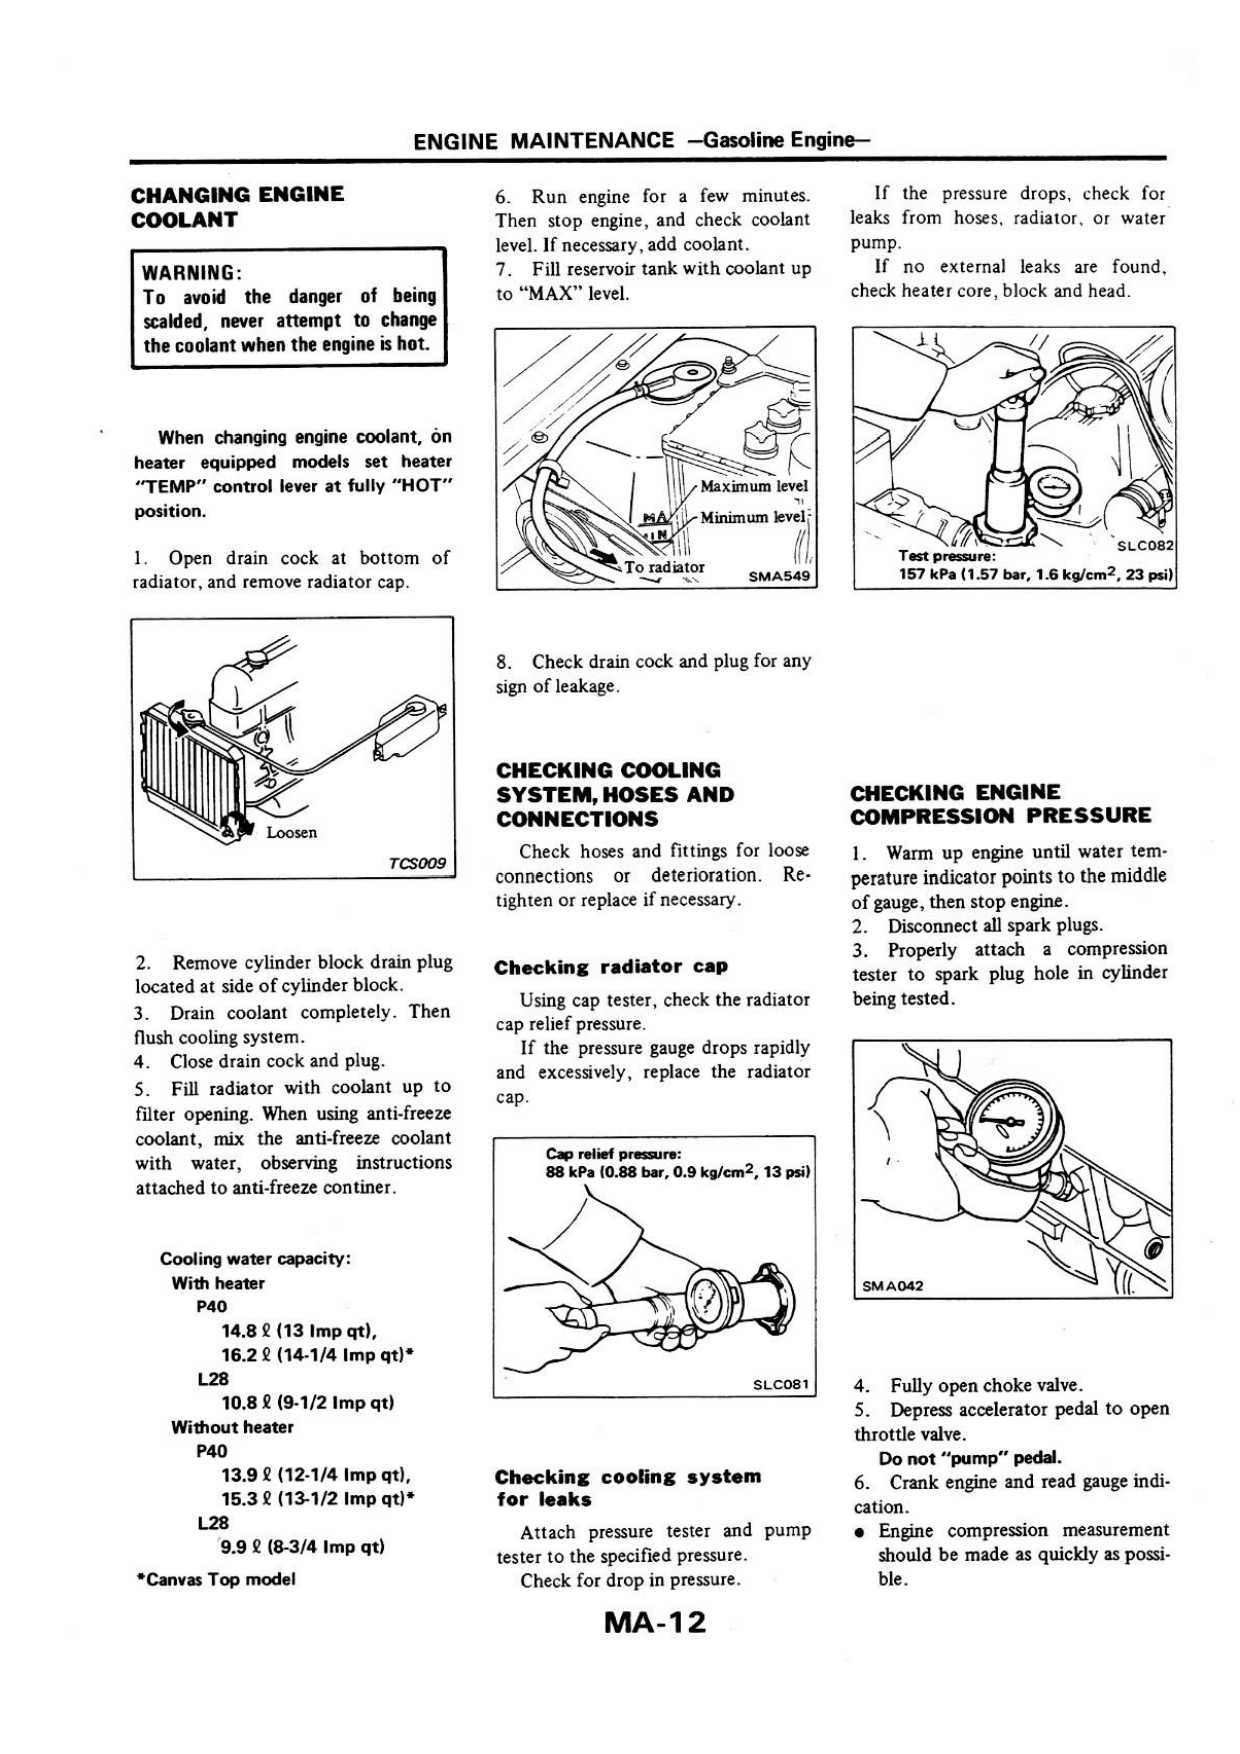 ENGINE MAINTENANCE —Gasoline Engine—
CHANGING ENGINE
COOLANT
WARNING:
To avoid the danger of being
scalded, never attempt to change
the coolant when the engine is hot.
When changing engine coolant, on
heater equipped models set heater
"TEMP" control lever at fully "HOT"
position.
1. Open drain cock at bottom of
radiator, and remove radiator cap.
Loosen
TCS009
2. Remove cylinder block drain plug
located at side of cylinder block.
3. Drain coolant completely. Then
flush cooling system.
4. Close drain cock and plug.
5. Fill radiator with coolant up to
filter opening. When using anti-freeze
coolant, mix the anti-freeze coolant
with water, observing instructions
attached to anti-freeze continer.
Cooling water capacity:
With heater
P40
14.8 ℓ (13 Imp qt),
16.2 ℓ (14-1/4 Imp qt)*
L28
10.8 ℓ (9-1/2 Imp qt)
Without heater
P40
13.9 ℓ (12-1/4 Imp qt),
15.3 ℓ (13-1/2 Imp qt)*
L28
9.9 ℓ (8-3/4 Imp qt)
*Canvas Top model
6. Run engine for a few minutes.
Then stop engine, and check coolant
level. If necessary, add coolant.
7. Fill reservoir tank with coolant up
to "MAX" level.
Maximum level
MA
Minimum level
IN
To radiator
SMA549
8. Check drain cock and plug for any
sign of leakage.
CHECKING COOLING
SYSTEM, HOSES AND
CONNECTIONS
Check hoses and fittings for loose
connections or deterioration. Re-
tighten or replace if necessary.
Checking radiator cap
Using cap tester, check the radiator
cap relief pressure.
If the pressure gauge drops rapidly
and excessively, replace the radiator
cap.
Cap relief pressure:
88 kPa (0.88 bar, 0.9 kg/cm², 13 psi)
SLC081
Checking cooling system
for leaks
Attach pressure tester and pump
tester to the specified pressure.
Check for drop in pressure.
If the pressure drops, check for
leaks from hoses, radiator, or water
pump.
If no external leaks are found,
check heater core, block and head.
SLC082
Test pressure:
157 kPa (1.57 bar, 1.6 kg/cm², 23 psi)
CHECKING ENGINE
COMPRESSION PRESSURE
1. Warm up engine until water tem-
perature indicator points to the middle
of gauge, then stop engine.
2. Disconnect all spark plugs.
3. Properly attach a compression
tester to spark plug hole in cylinder
being tested.
SMA042
4. Fully open choke valve.
5. Depress accelerator pedal to open
throttle valve.
Do not "pump" pedal.
6. Crank engine and read gauge indi-
cation.
● Engine compression measurement
should be made as quickly as possi-
ble.
MA-12